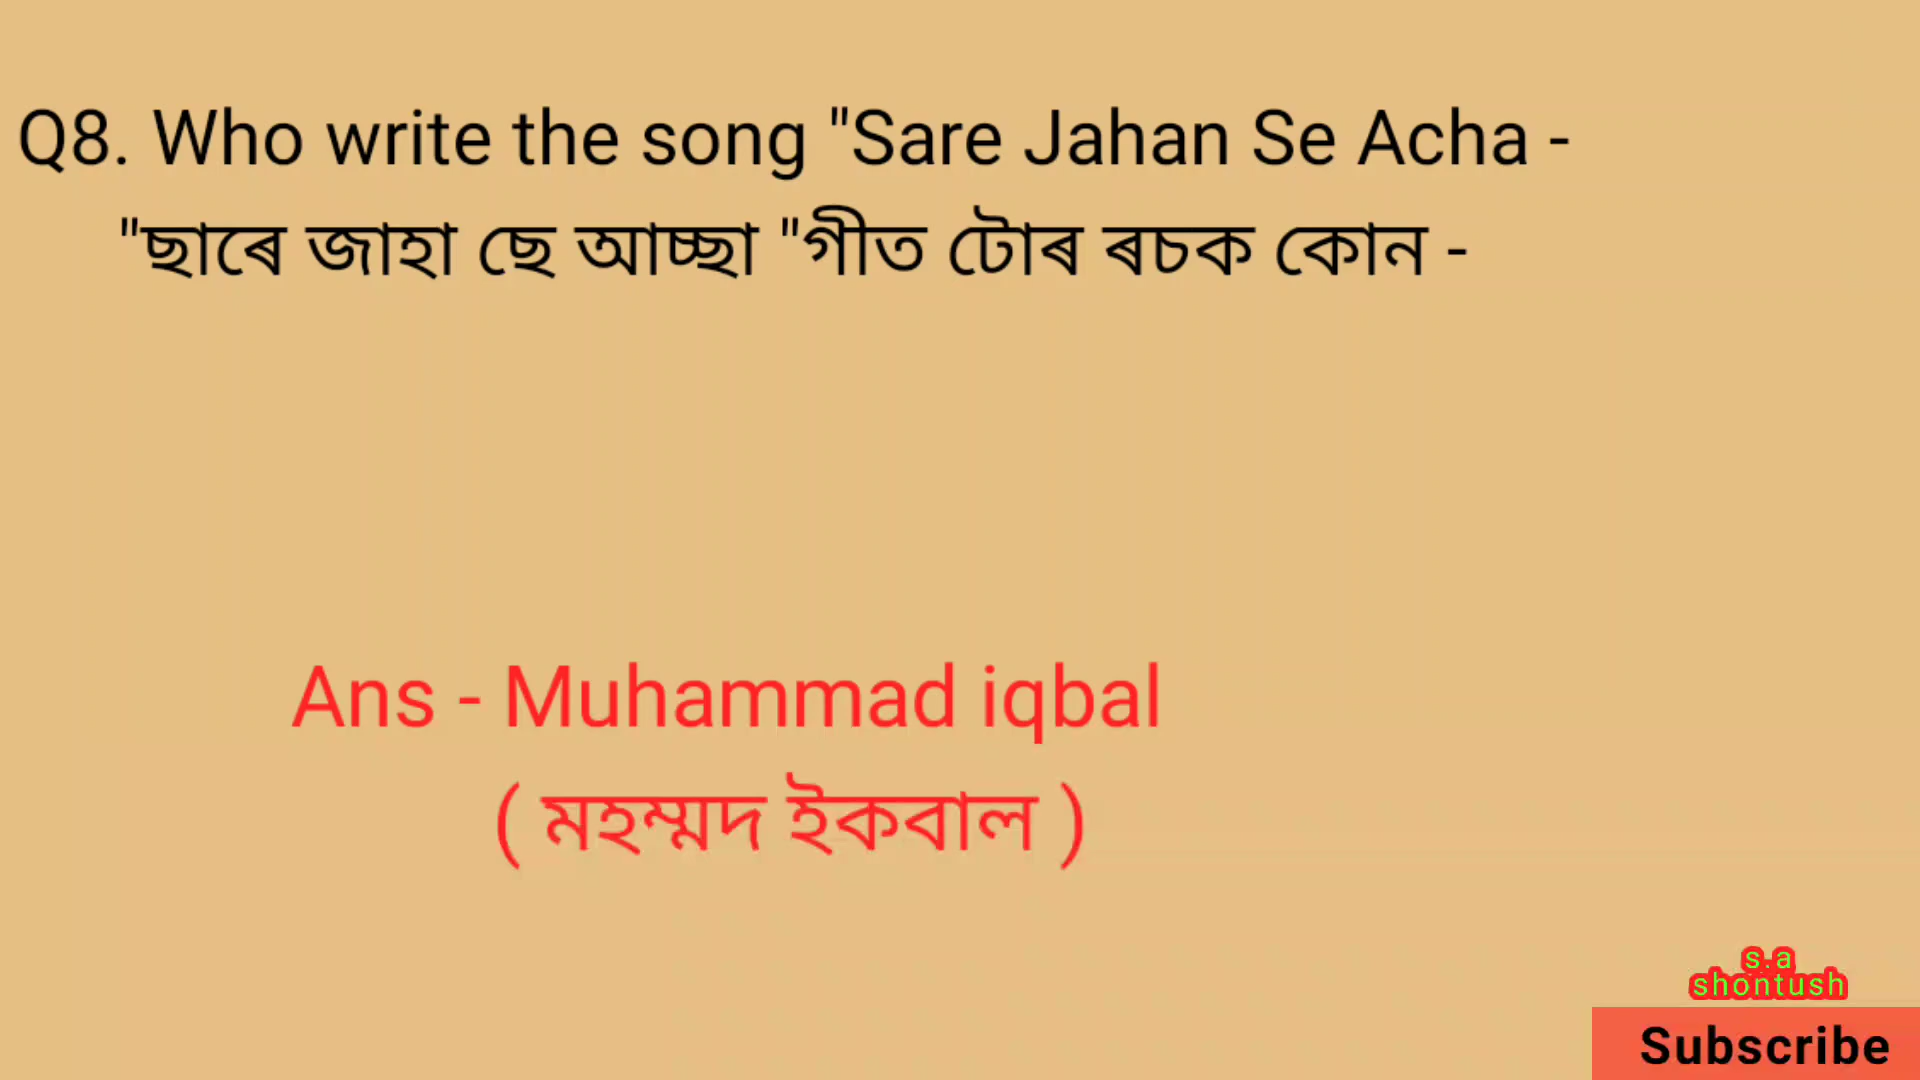 Q8. Who write the song "Sare Jahan Se Acha -
"ছাৰে জাহা ছে আচ্ছা "গীত টোৰ ৰচক কোন -
Ans - Muhammad iqbal
( মহম্মদ ইকবাল )
s.a
shontush
Subscribe